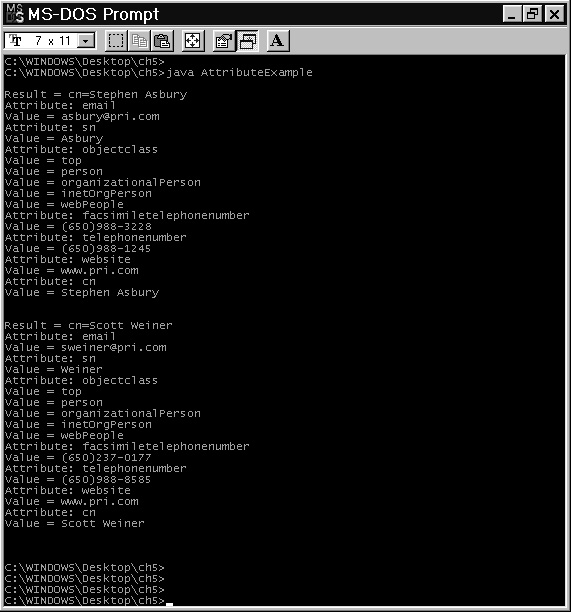 MS-DOS Prompt
7 x 11
A
C:\WINDOWS\Desktop\ch5>
C:\WINDOWS\Desktop\ch5>java AttributeExample
Result = cn=Stephen Asbury
Attribute: email
Value = asbury@pri.com
Attribute: sn
Value = Asbury
Attribute: objectclass
Value = top
Value = person
Value = organizationalPerson
Value = inetOrgPerson
Value = webPeople
Attribute: facsimiletelephonenumber
Value = (650)988-3228
Attribute: telephonenumber
Value = (650)988-1245
Attribute: website
Value = www.pri.com
Attribute: cn
Value = Stephen Asbury
Result = cn=Scott Weiner
Attribute: email
Value = sweiner@pri.com
Attribute: sn
Value = Weiner
Attribute: objectclass
Value = top
Value = person
Value = organizationalPerson
Value = inetOrgPerson
Value = webPeople
Attribute: facsimiletelephonenumber
Value = (650)237-0177
Attribute: telephonenumber
Value = (650)988-8585
Attribute: website
Value = www.pri.com
Attribute: cn
Value = Scott Weiner
C:\WINDOWS\Desktop\ch5>
C:\WINDOWS\Desktop\ch5>
C:\WINDOWS\Desktop\ch5>
C:\WINDOWS\Desktop\ch5>